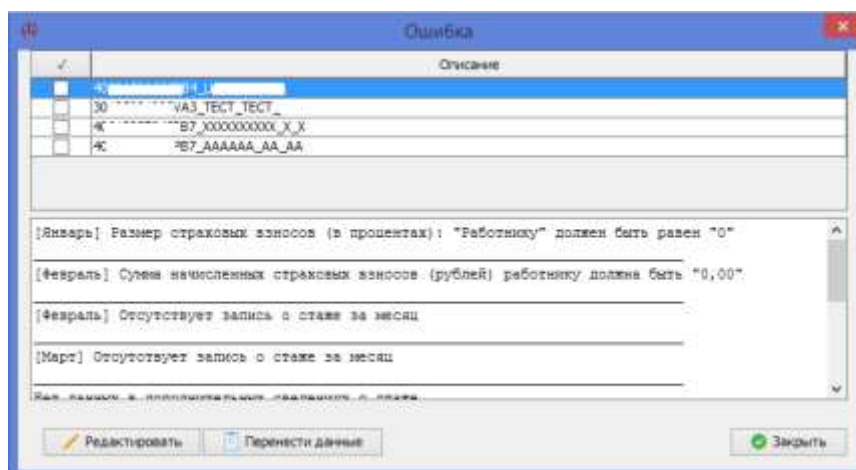 Ошибка
✓ Описание
30 VA3_ТЕСТ_ТЕСТ_
B7_XXXXXXXXXX_X_X
B7_AAAAAA_AA_AA
[Январь] Размер страховых взносов (в процентах): "Работнику" должен быть равен "0"
[Февраль] Сумма начисленных страховых взносов (рублей) работнику должна быть "0,00"
[Февраль] Отсутствует запись о стаже за месяц
[Март] Отсутствует запись о стаже за месяц
Редактировать Перенести данные Закрыть